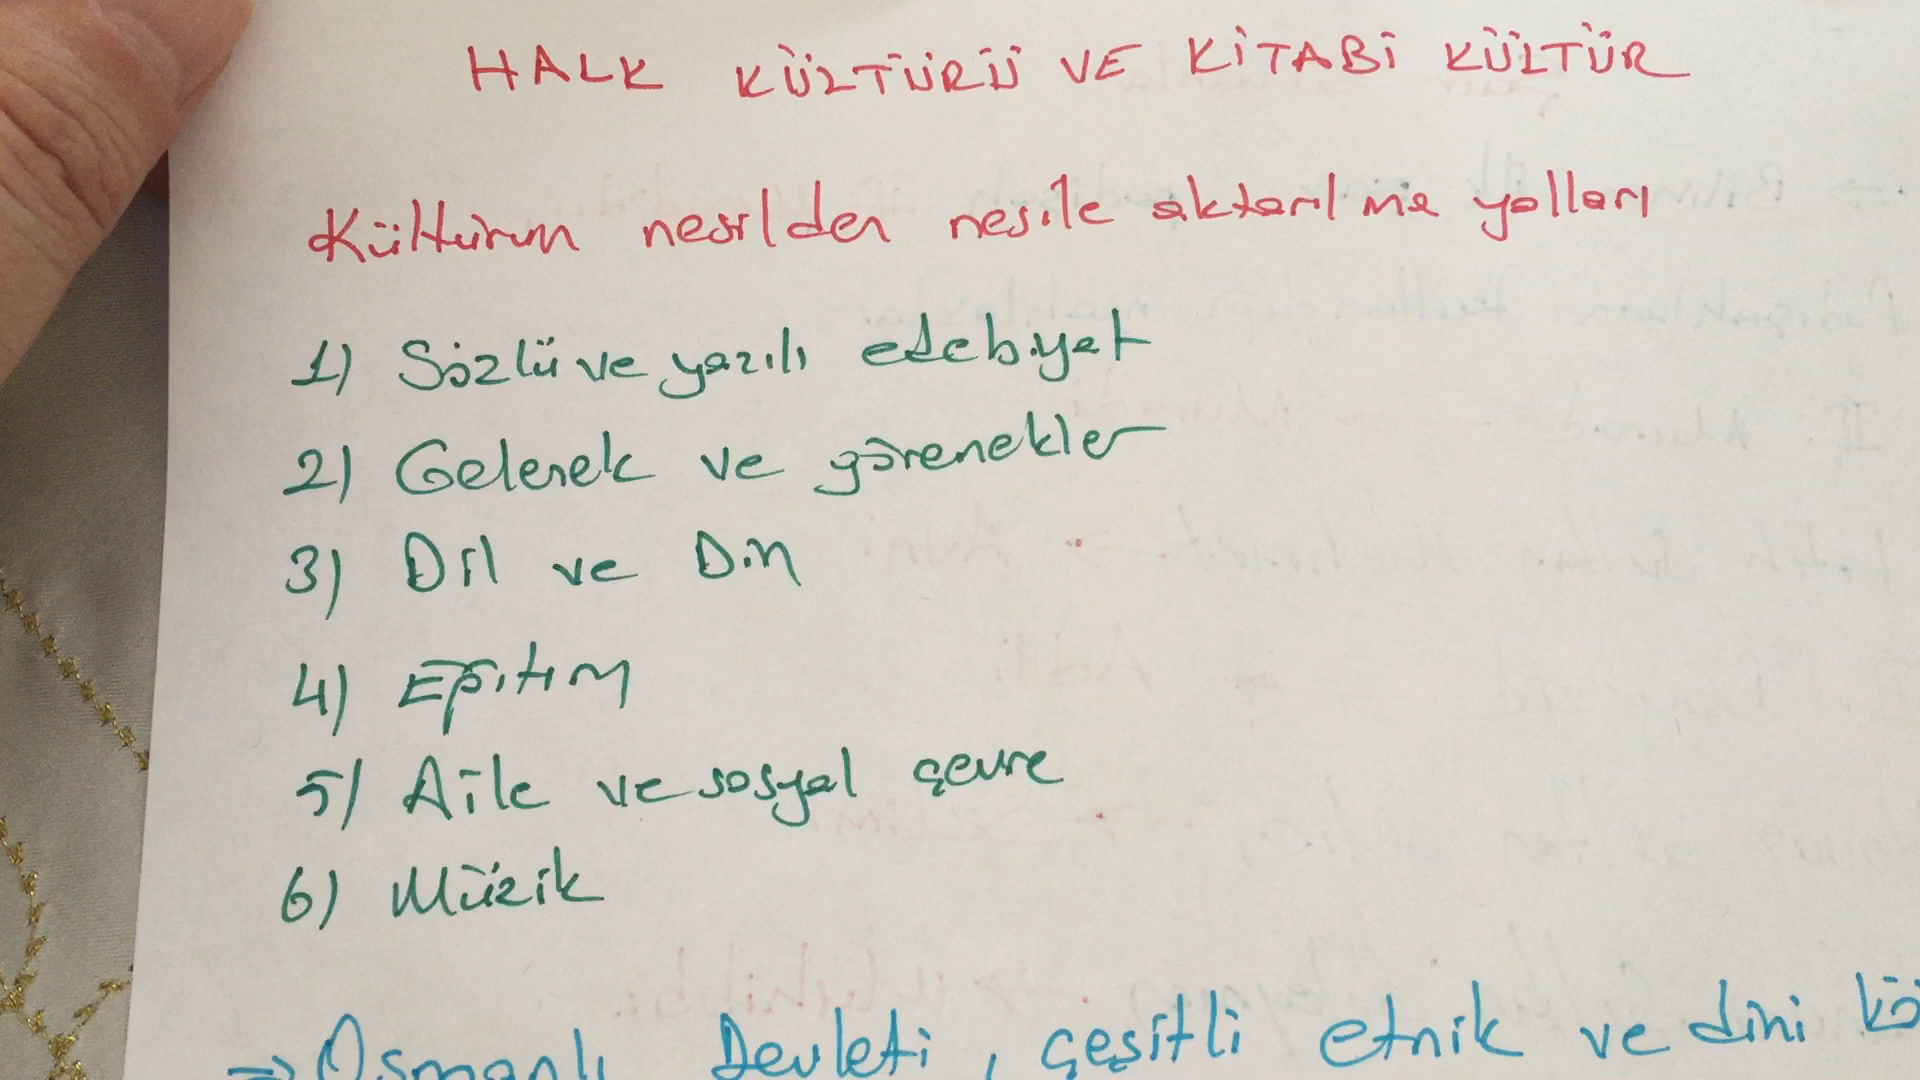 HALK KÜLTÜRÜ VE KİTABİ KÜLTÜR
Kültürün nesilden nesile aktarılma yolları
1) Sözlü ve yazılı edebiyat
2) Gelenek ve görenekler
3) Dil ve Din
4) Eğitim
5) Aile ve sosyal çevre
6) Müzik
⇒ Osmanlı Devleti, çeşitli etnik ve dini